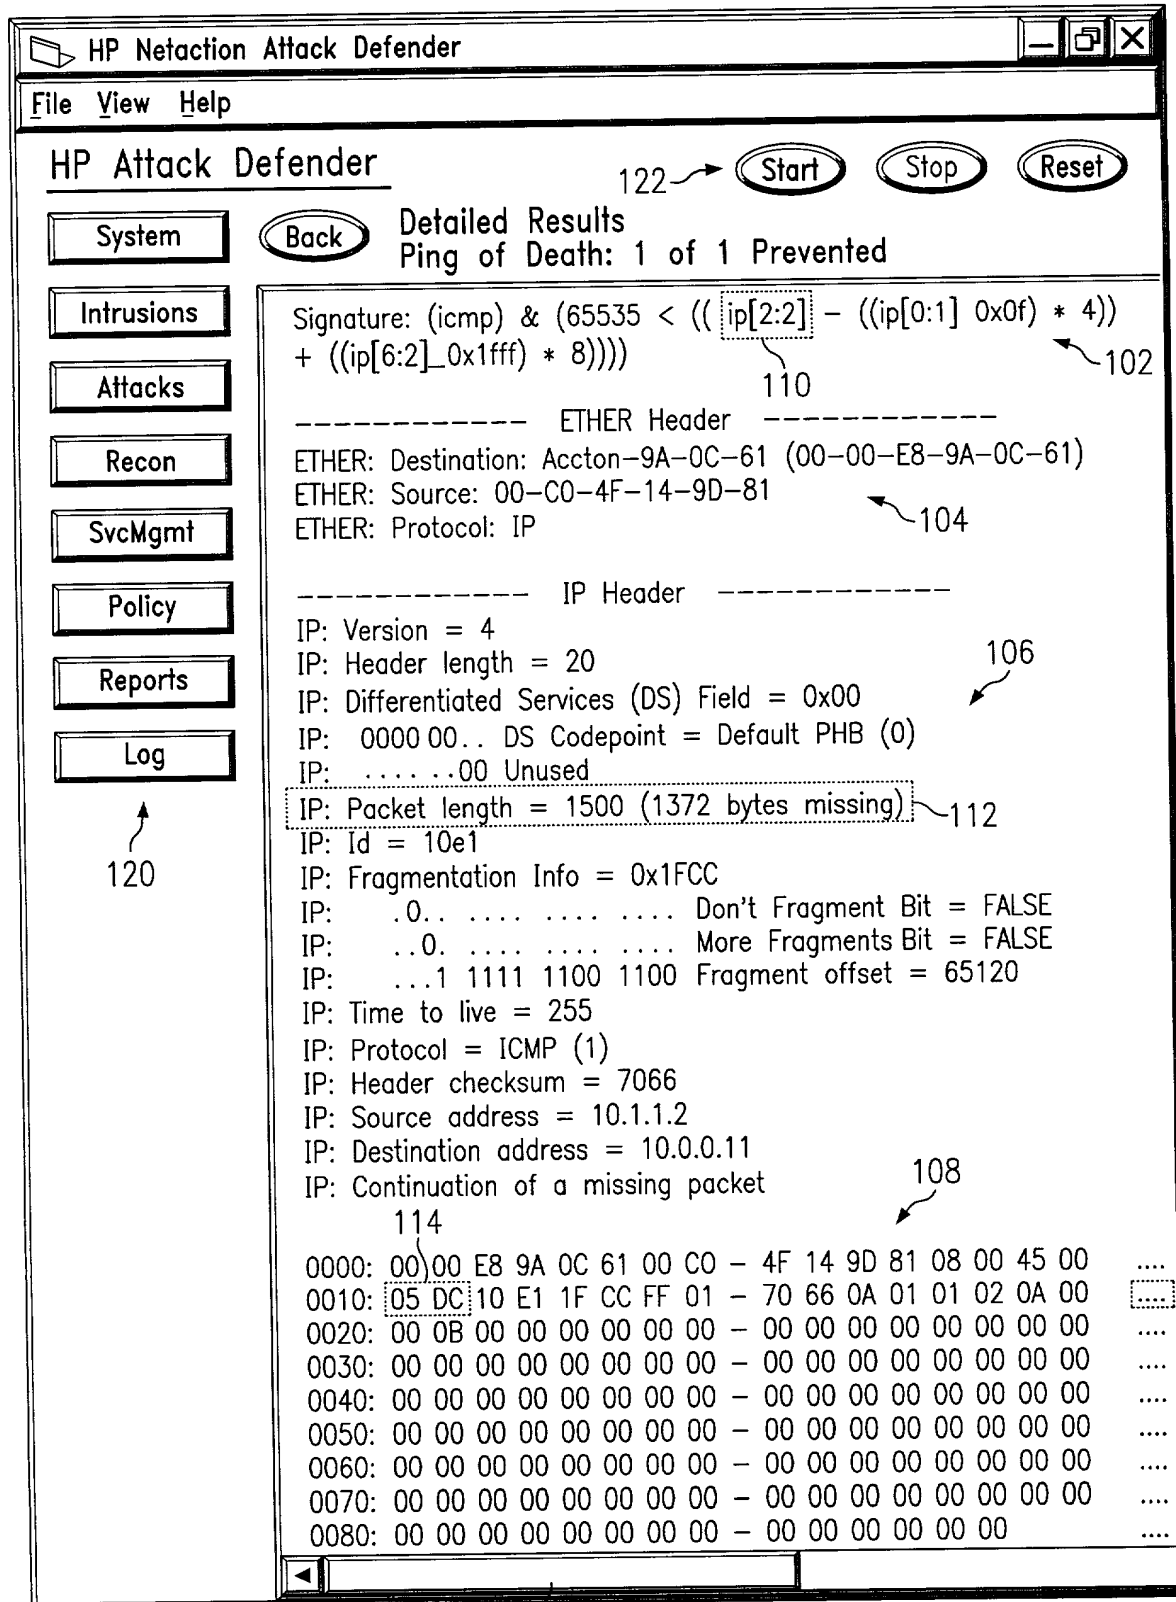 HP Netaction Attack Defender
File View Help
HP Attack Defender
122
Start
Stop
Reset
System
Intrusions
Attacks
Recon
SvcMgmt
Policy
Reports
Log
120
Back
Detailed Results
Ping of Death: 1 of 1 Prevented
Signature: (icmp) & (65535 < (( ip[2:2] – ((ip[0:1] 0x0f) * 4))
+ ((ip[6:2]_0x1fff) * 8))))
110
102
------------ ETHER Header ------------
ETHER: Destination: Accton–9A–0C–61 (00–00–E8–9A–0C–61)
ETHER: Source: 00–C0–4F–14–9D–81
104
ETHER: Protocol: IP
------------ IP Header ------------
IP: Version = 4
IP: Header length = 20
106
IP: Differentiated Services (DS) Field = 0x00
IP: 0000 00.. DS Codepoint = Default PHB (0)
IP: ......00 Unused
IP: Packet length = 1500 (1372 bytes missing)
112
IP: Id = 10e1
IP: Fragmentation Info = 0x1FCC
IP: .0.. .... .... .... Don't Fragment Bit = FALSE
IP: ..0. .... .... .... More Fragments Bit = FALSE
IP: ...1 1111 1100 1100 Fragment offset = 65120
IP: Time to live = 255
IP: Protocol = ICMP (1)
IP: Header checksum = 7066
IP: Source address = 10.1.1.2
IP: Destination address = 10.0.0.11
IP: Continuation of a missing packet
108
114
0000: 00 00 E8 9A 0C 61 00 C0 – 4F 14 9D 81 08 00 45 00 ....
0010: 05 DC 10 E1 1F CC FF 01 – 70 66 0A 01 01 02 0A 00 ....
0020: 00 0B 00 00 00 00 00 00 – 00 00 00 00 00 00 00 00 ....
0030: 00 00 00 00 00 00 00 00 – 00 00 00 00 00 00 00 00 ....
0040: 00 00 00 00 00 00 00 00 – 00 00 00 00 00 00 00 00 ....
0050: 00 00 00 00 00 00 00 00 – 00 00 00 00 00 00 00 00 ....
0060: 00 00 00 00 00 00 00 00 – 00 00 00 00 00 00 00 00 ....
0070: 00 00 00 00 00 00 00 00 – 00 00 00 00 00 00 00 00 ....
0080: 00 00 00 00 00 00 00 00 – 00 00 00 00 00 00 ....